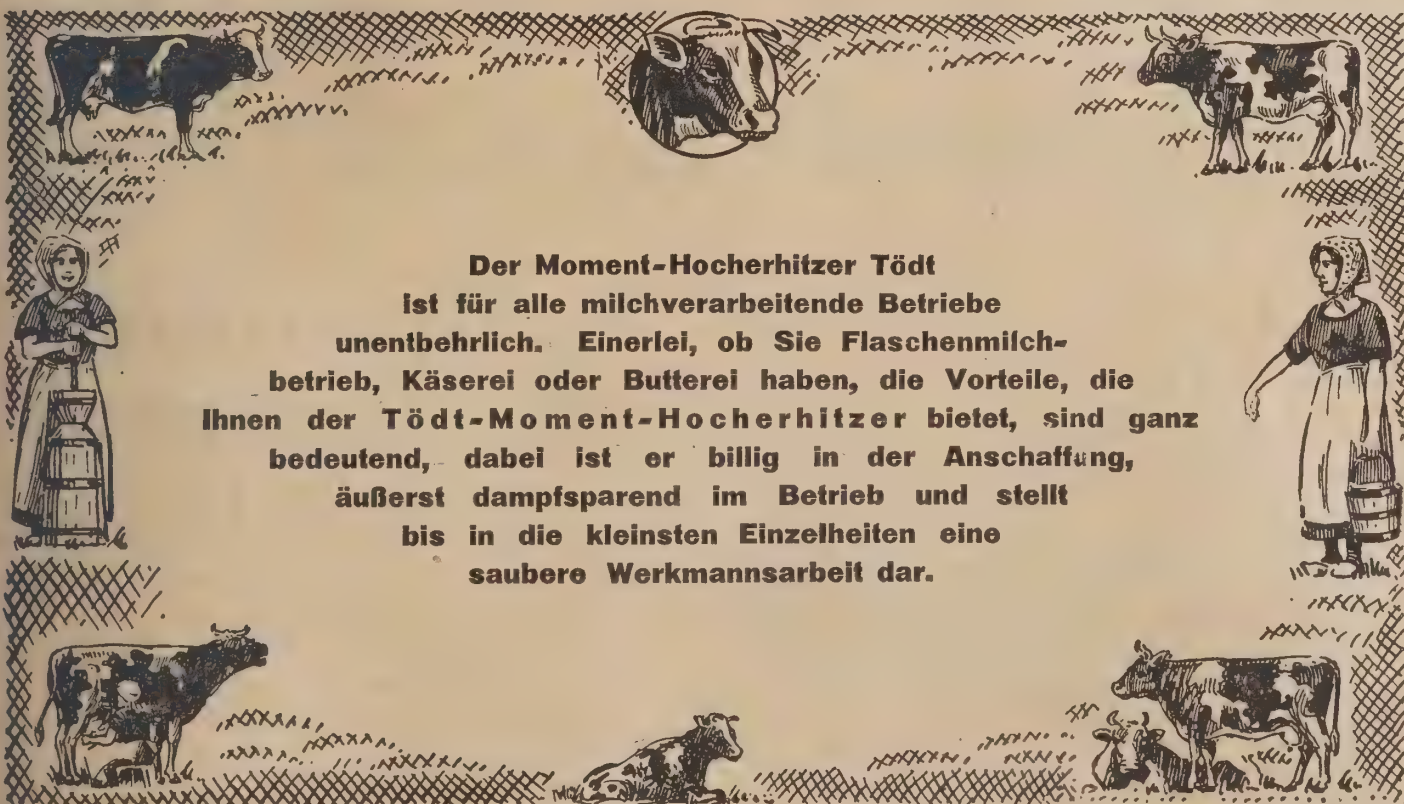 Der Moment-Hocherhitzer Tödt
ist für alle milchverarbeitende Betriebe
unentbehrlich. Einerlei, ob Sie Flaschenmilch-
betrieb, Käserei oder Butterei haben, die Vorteile, die
Ihnen der Tödt-Moment-Hocherhitzer bietet, sind ganz
bedeutend, dabei ist er billig in der Anschaffung,
äußerst dampfsparend im Betrieb und stellt
bis in die kleinsten Einzelheiten eine
saubere Werkmannsarbeit dar.